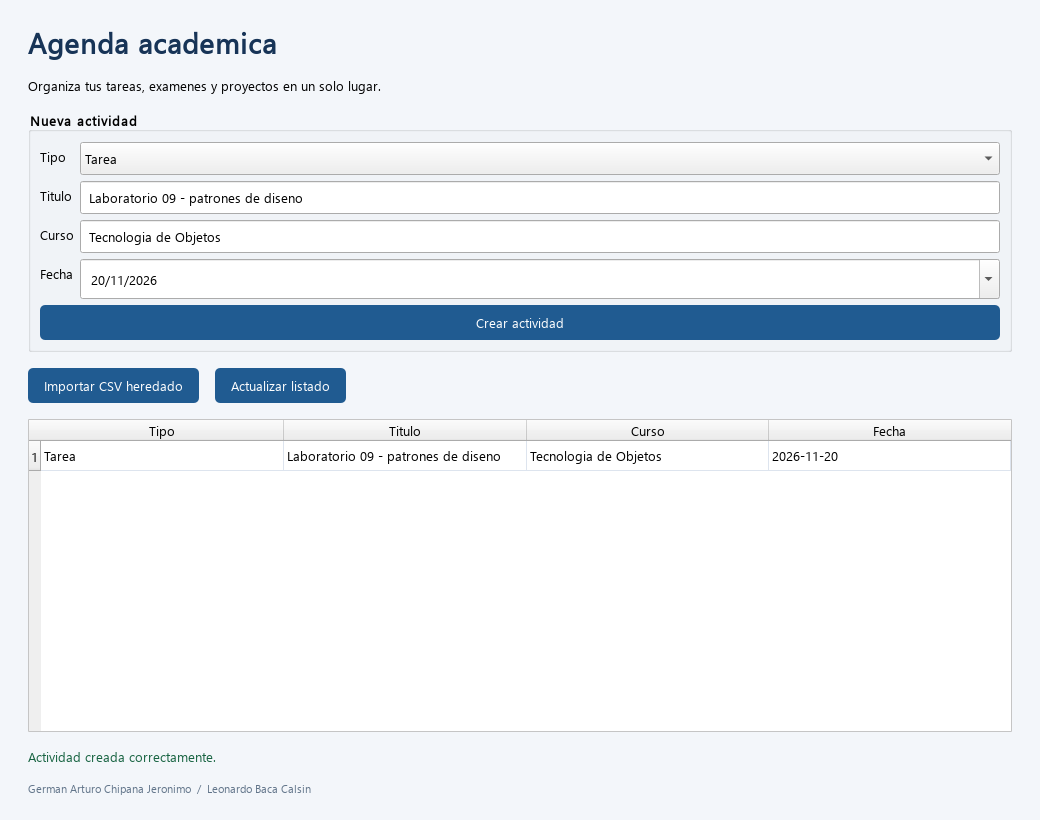 Agenda academica
Organiza tus tareas, examenes y proyectos en un solo lugar.
Nueva actividad
Tipo Tarea
Titulo Laboratorio 09 - patrones de diseno
Curso Tecnologia de Objetos
Fecha 20/11/2026
Crear actividad
Importar CSV heredado Actualizar listado
Tipo Titulo Curso Fecha
1 Tarea Laboratorio 09 - patrones de diseno Tecnologia de Objetos 2026-11-20
Actividad creada correctamente.
German Arturo Chipana Jeronimo / Leonardo Baca Calsin